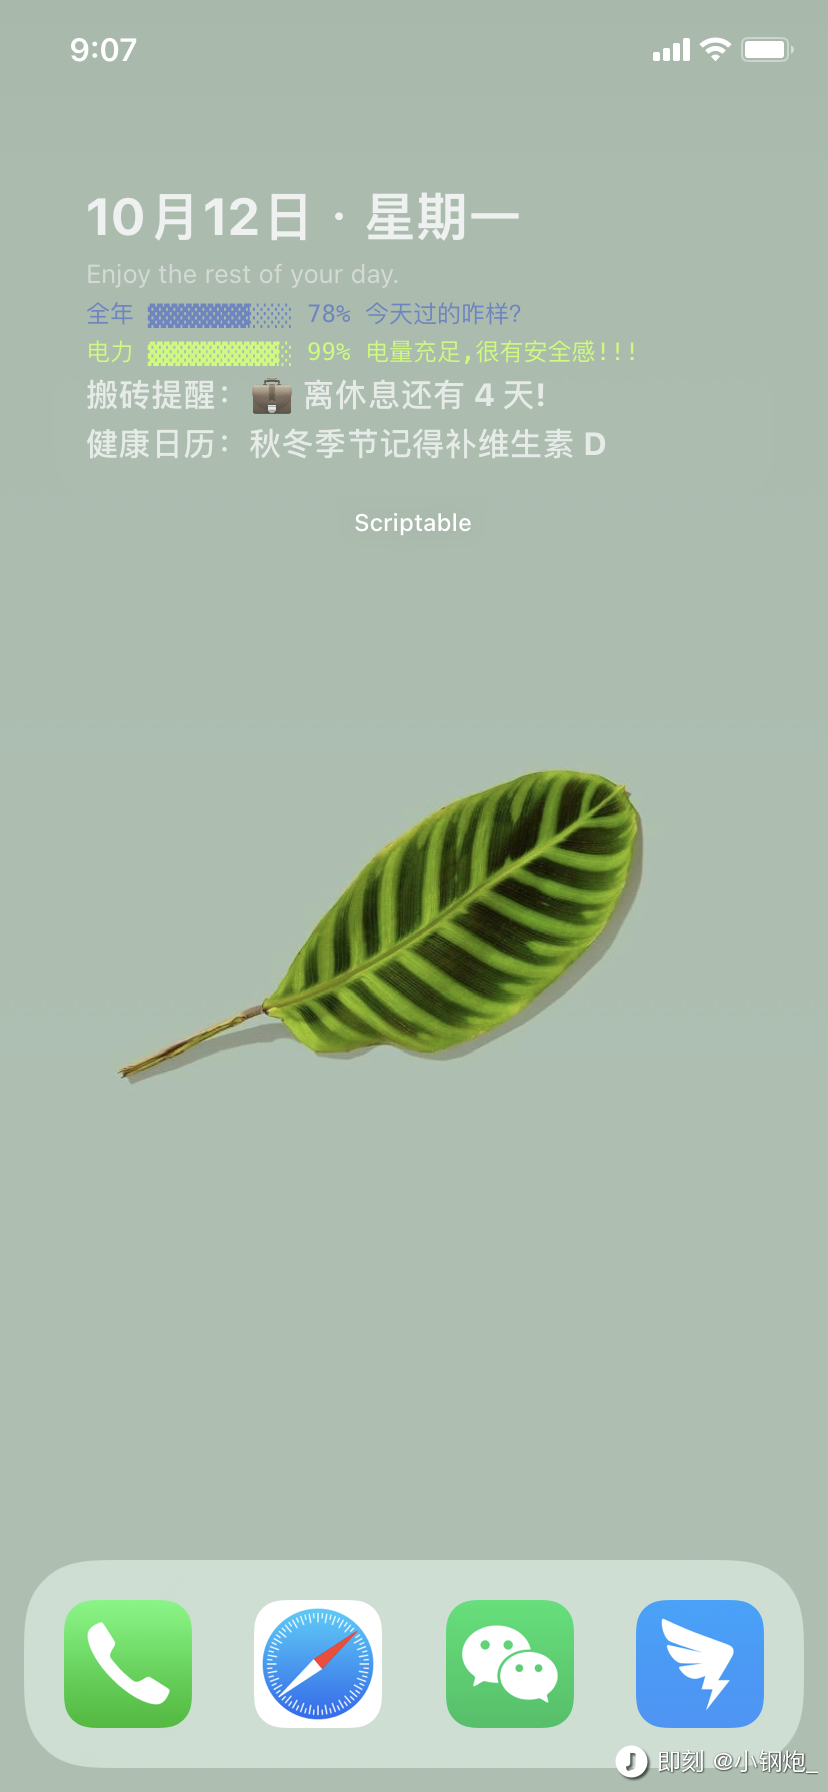 9:07
10月12日 · 星期一
Enjoy the rest of your day.
全年 ▓▓▓▓▓▓▓░░░ 78% 今天过的咋样?
电力 ▓▓▓▓▓▓▓▓▓░ 99% 电量充足,很有安全感!!!
搬砖提醒：💼 离休息还有 4 天!
健康日历：秋冬季节记得补维生素 D
Scriptable
即刻 @小钢炮_